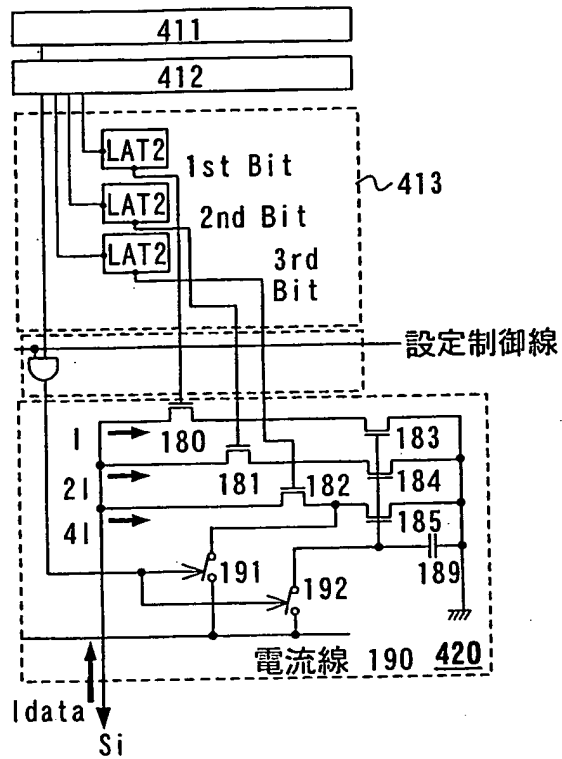 411
412
LAT2
1st Bit
413
LAT2
2nd Bit
LAT2
3rd
Bit
設定制御線
I
180
183
2I
181
182
184
4I
185
191
192
189
電流線 190
420
Idata
Si